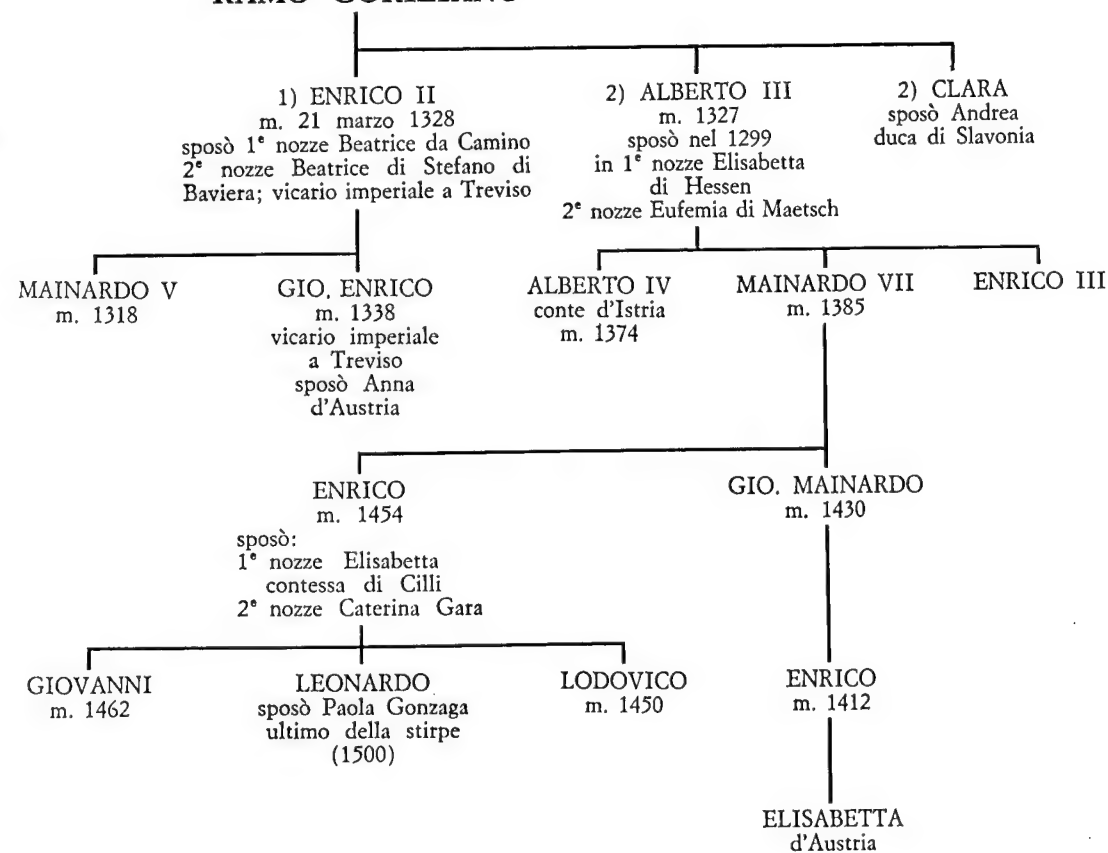 1) ENRICO II
m. 21 marzo 1328
sposò 1ᵉ nozze Beatrice da Camino
2ᵉ nozze Beatrice di Stefano di
Baviera; vicario imperiale a Treviso
2) ALBERTO III
m. 1327
sposò nel 1299
in 1ᵉ nozze Elisabetta
di Hessen
2ᵉ nozze Eufemia di Maetsch
2) CLARA
sposò Andrea
duca di Slavonia
MAINARDO V
m. 1318
GIO. ENRICO
m. 1338
vicario imperiale
a Treviso
sposò Anna
d'Austria
ALBERTO IV
conte d'Istria
m. 1374
MAINARDO VII
m. 1385
ENRICO III
ENRICO
m. 1454
sposò:
1ᵉ nozze Elisabetta
contessa di Cilli
2ᵉ nozze Caterina Gara
GIO. MAINARDO
m. 1430
GIOVANNI
m. 1462
LEONARDO
sposò Paola Gonzaga
ultimo della stirpe
(1500)
LODOVICO
m. 1450
ENRICO
m. 1412
ELISABETTA
d'Austria